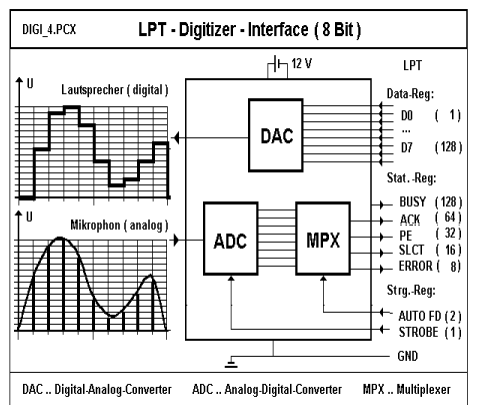 DIGI_4.PCX
LPT - Digitizer - Interface ( 8 Bit )
U
Lautsprecher ( digital )
12 V
LPT
Data-Reg:
D0 ( 1)
...
D7 (128)
DAC
Stat.-Reg:
BUSY (128)
ACK ( 64)
PE ( 32)
SLCT ( 16)
ERROR ( 8)
U
Mikrophon ( analog )
ADC
MPX
Strg.-Reg:
AUTO FD ( 2 )
STROBE ( 1 )
GND
DAC .. Digital-Analog-Converter ADC .. Analog-Digital-Converter MPX .. Multiplexer